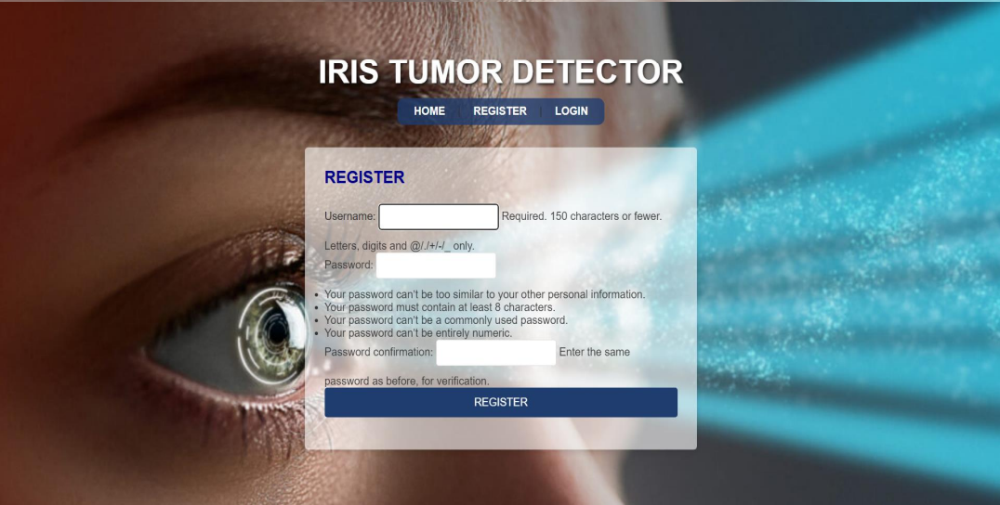 IRIS TUMOR DETECTOR
HOME | REGISTER | LOGIN
REGISTER
Username: Required. 150 characters or fewer.
Letters, digits and @/./+/-/_ only.
Password:
• Your password can't be too similar to your other personal information.
• Your password must contain at least 8 characters.
• Your password can't be a commonly used password.
• Your password can't be entirely numeric.
Password confirmation: Enter the same
password as before, for verification.
REGISTER